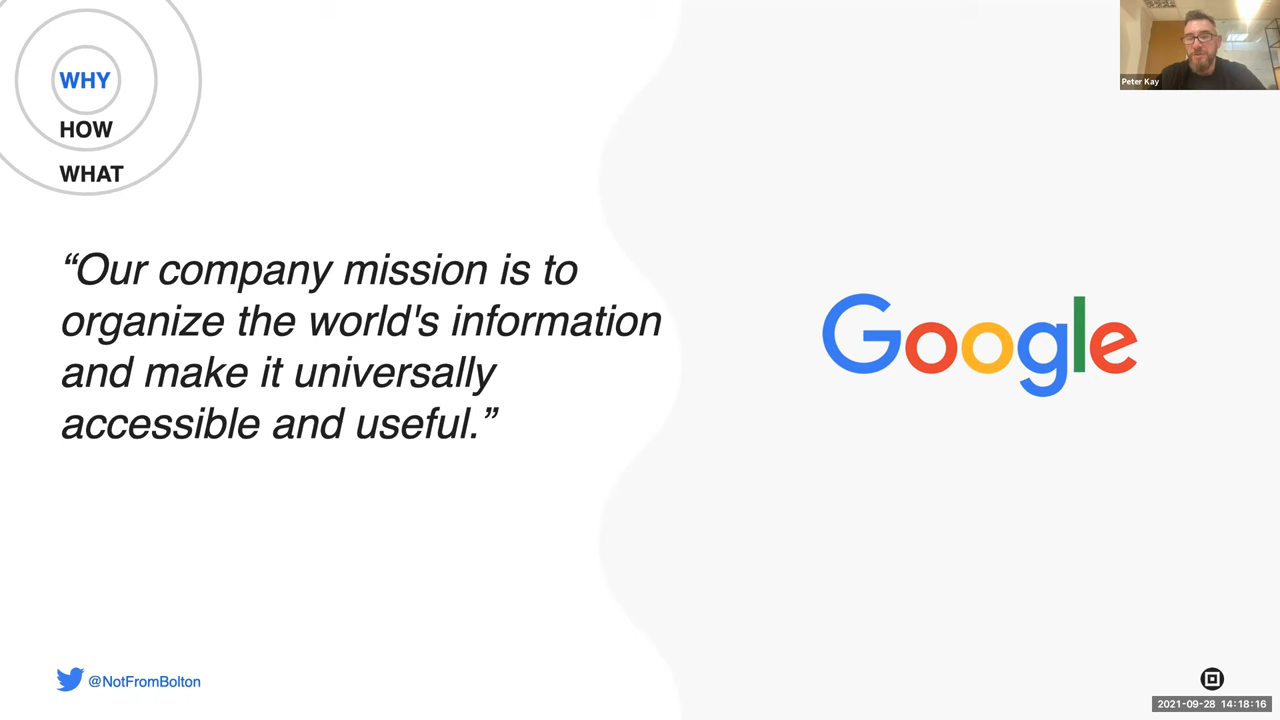 WHY
HOW
WHAT
Peter Kay
“Our company mission is to
organize the world's information
and make it universally
accessible and useful.”
Google
@NotFromBolton
2021-09-28 14:18:16